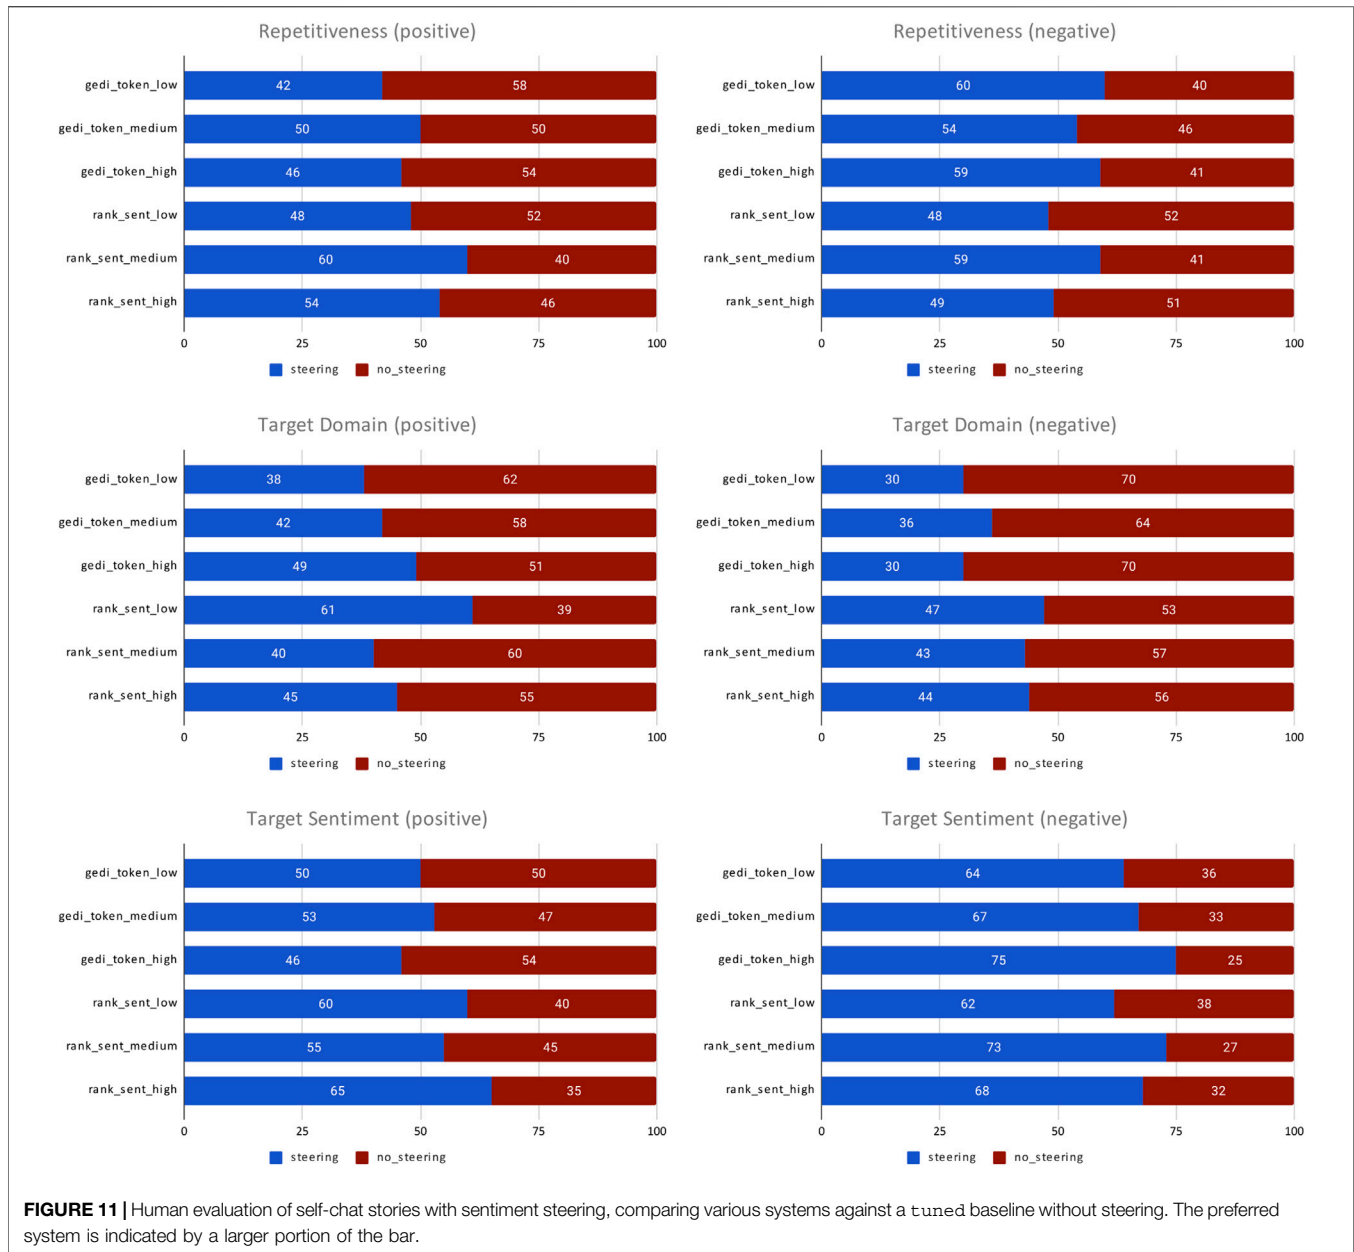 Repetitiveness (positive)
gedi_token_low 42 58
gedi_token_medium 50 50
gedi_token_high 46 54
rank_sent_low 48 52
rank_sent_medium 60 40
rank_sent_high 54 46
0 25 50 75 100
steering no_steering
Repetitiveness (negative)
gedi_token_low 60 40
gedi_token_medium 54 46
gedi_token_high 59 41
rank_sent_low 48 52
rank_sent_medium 59 41
rank_sent_high 49 51
0 25 50 75 100
steering no_steering
Target Domain (positive)
gedi_token_low 38 62
gedi_token_medium 42 58
gedi_token_high 49 51
rank_sent_low 61 39
rank_sent_medium 40 60
rank_sent_high 45 55
0 25 50 75 100
steering no_steering
Target Domain (negative)
gedi_token_low 30 70
gedi_token_medium 36 64
gedi_token_high 30 70
rank_sent_low 47 53
rank_sent_medium 43 57
rank_sent_high 44 56
0 25 50 75 100
steering no_steering
Target Sentiment (positive)
gedi_token_low 50 50
gedi_token_medium 53 47
gedi_token_high 46 54
rank_sent_low 60 40
rank_sent_medium 55 45
rank_sent_high 65 35
0 25 50 75 100
steering no_steering
Target Sentiment (negative)
gedi_token_low 64 36
gedi_token_medium 67 33
gedi_token_high 75 25
rank_sent_low 62 38
rank_sent_medium 73 27
rank_sent_high 68 32
0 25 50 75 100
steering no_steering
FIGURE 11 | Human evaluation of self-chat stories with sentiment steering, comparing various systems against a tuned baseline without steering. The preferred
system is indicated by a larger portion of the bar.